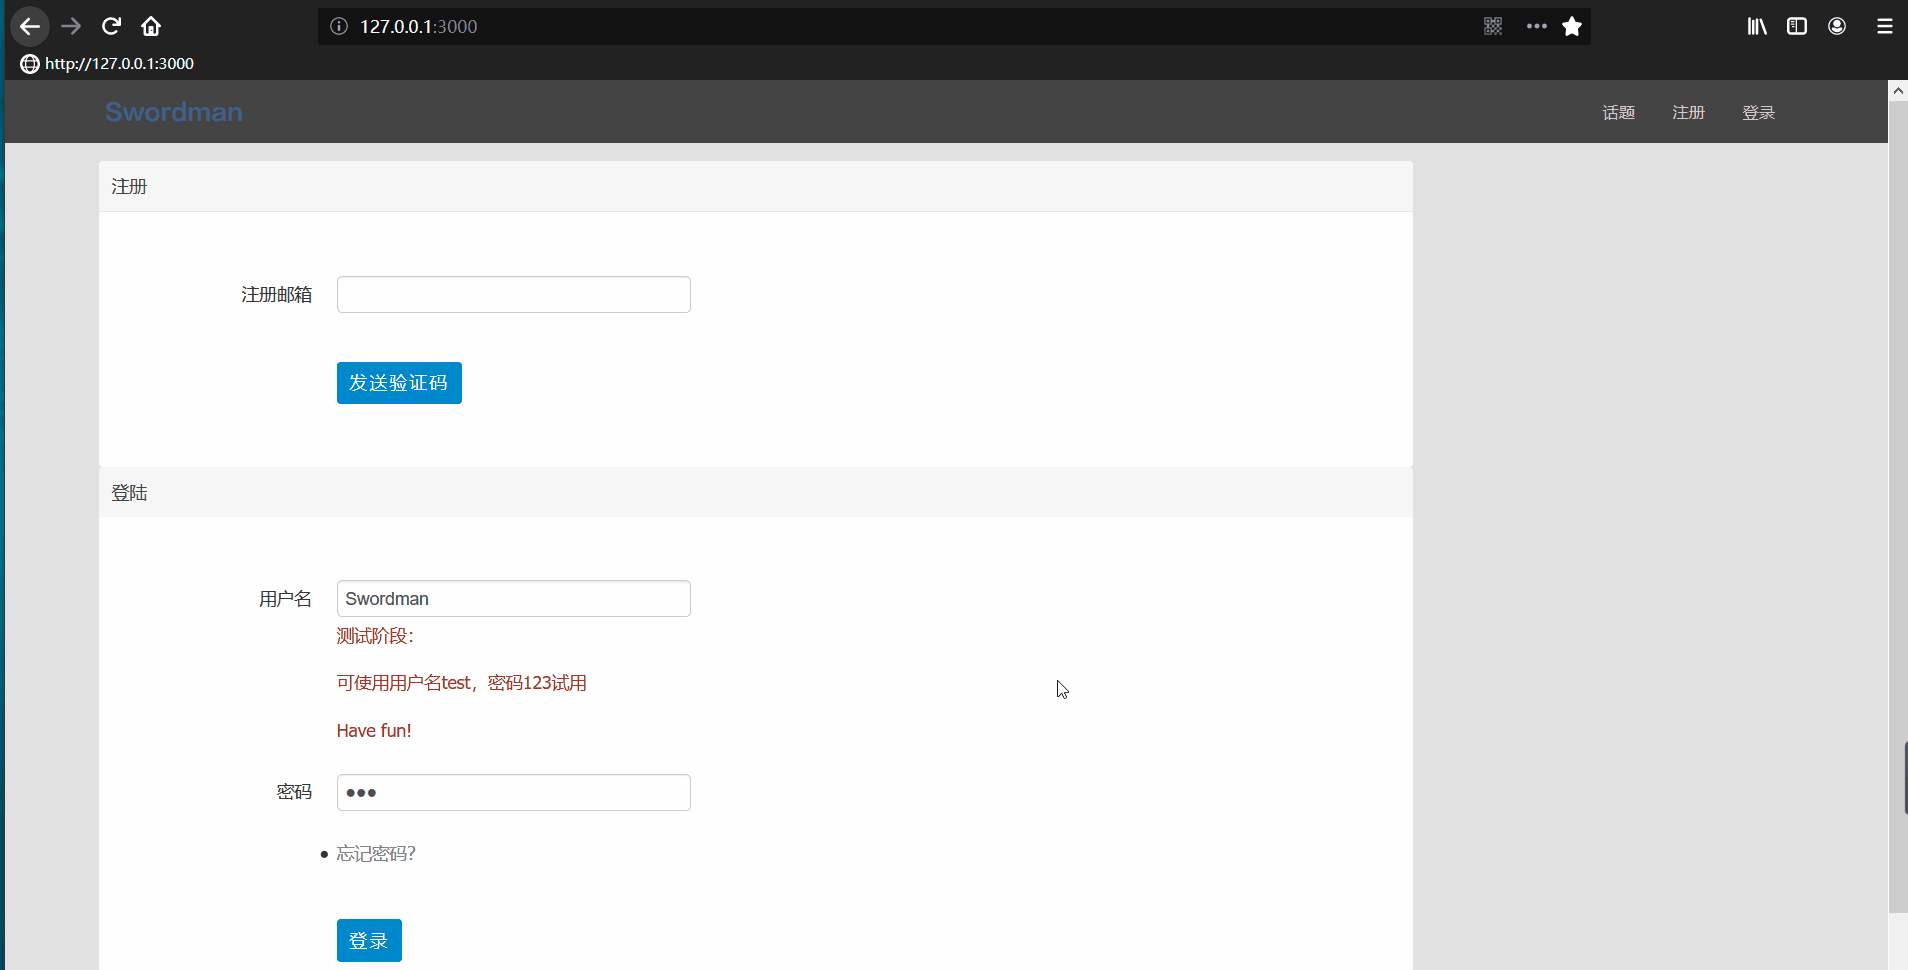 127.0.0.1:3000
http://127.0.0.1:3000
Swordman
话题 注册 登录
注册
注册邮箱
发送验证码
登陆
用户名 Swordman
测试阶段：
可使用用户名test，密码123试用
Have fun!
密码 ●●●
忘记密码?
登录